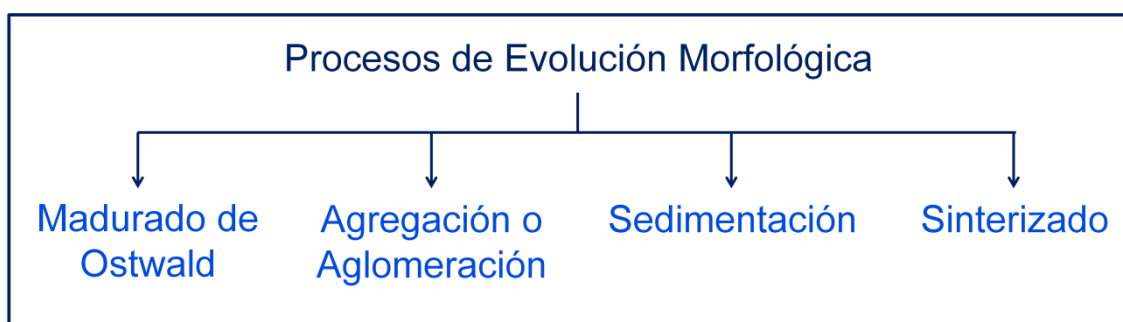 Procesos de Evolución Morfológica
Madurado de
Ostwald
Agregación o
Aglomeración
Sedimentación
Sinterizado